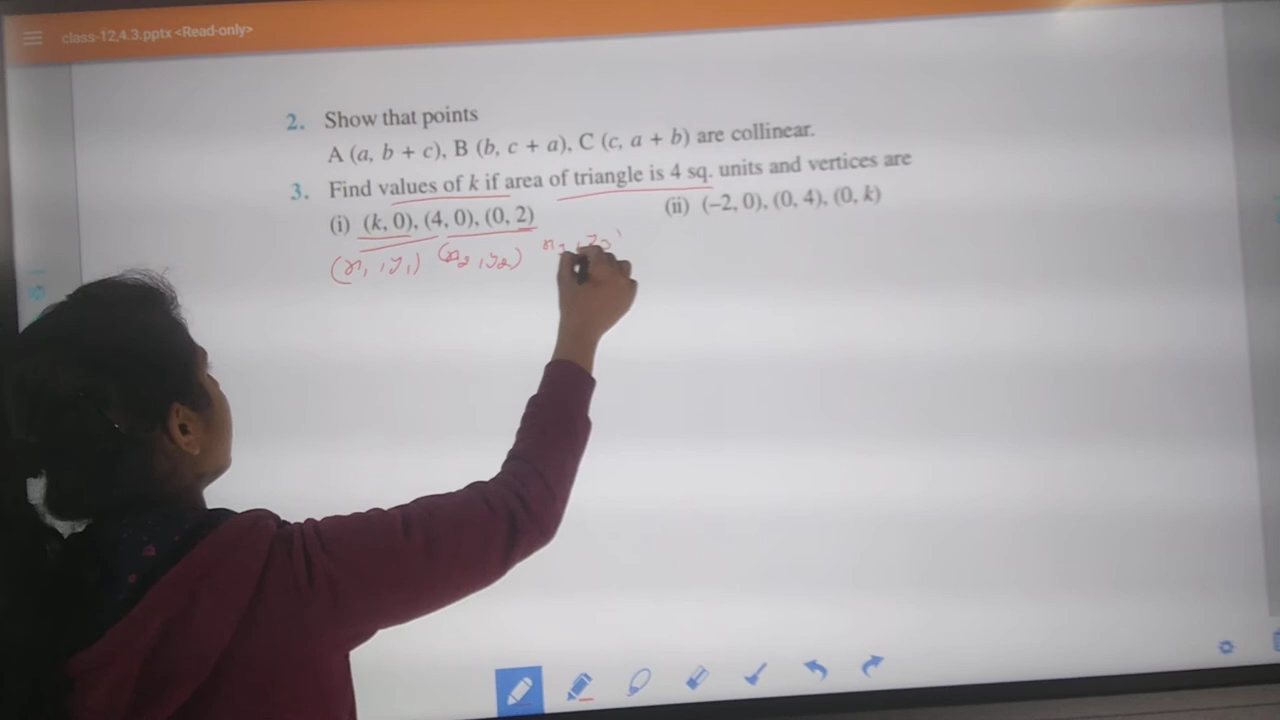 class-12,4.3.pptx <Read-only>
2. Show that points
A (a, b + c), B (b, c + a), C (c, a + b) are collinear.
3. Find values of k if area of triangle is 4 sq. units and vertices are
(i) (k, 0), (4, 0), (0, 2) (ii) (–2, 0), (0, 4), (0, k)
(x₁, y₁) (x₂, y₂)